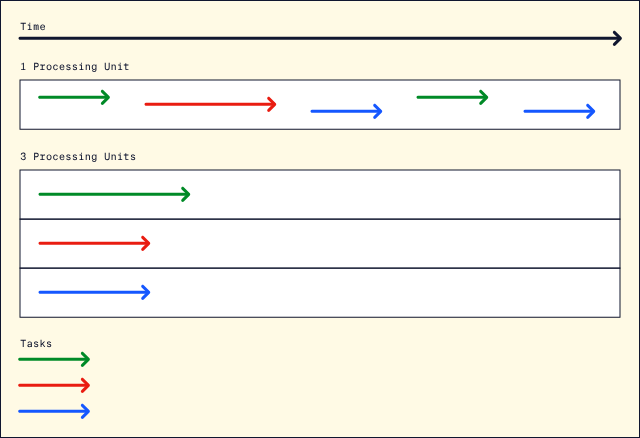 Time
1 Processing Unit
3 Processing Units
Tasks